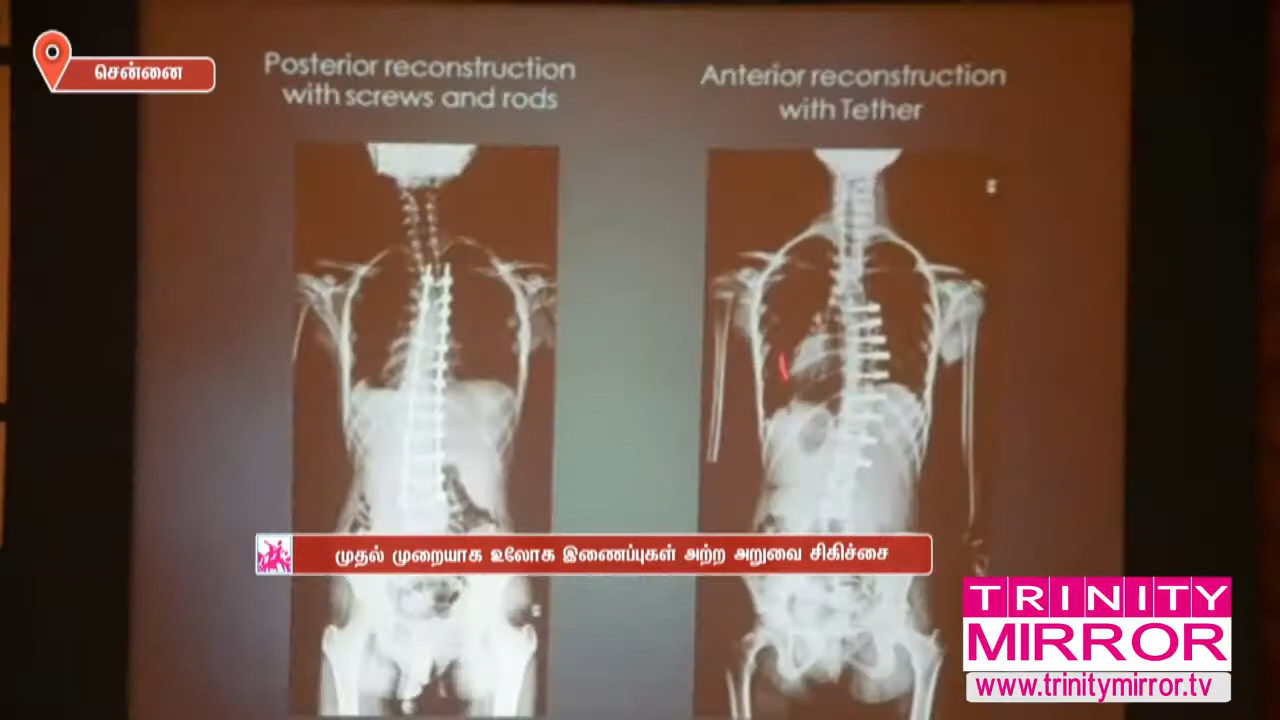 சென்னை
Posterior reconstruction
with screws and rods
Anterior reconstruction
with Tether
முதல் முறையாக உலோக இணைப்புகள் அற்ற அறுவை சிகிச்சை
TRINITY
MIRROR
www.trinitymirror.tv